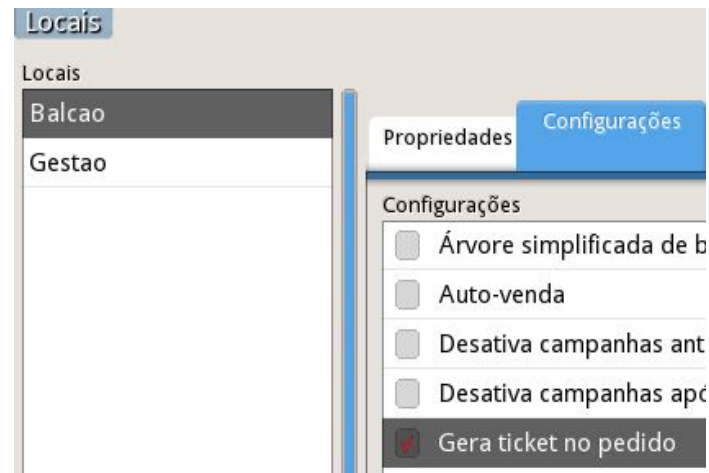 Locais
Locais
Balcao
Gestao
Propriedades
Configurações
Configurações
Árvore simplificada de b
Auto-venda
Desativa campanhas ant
Desativa campanhas apó
Gera ticket no pedido